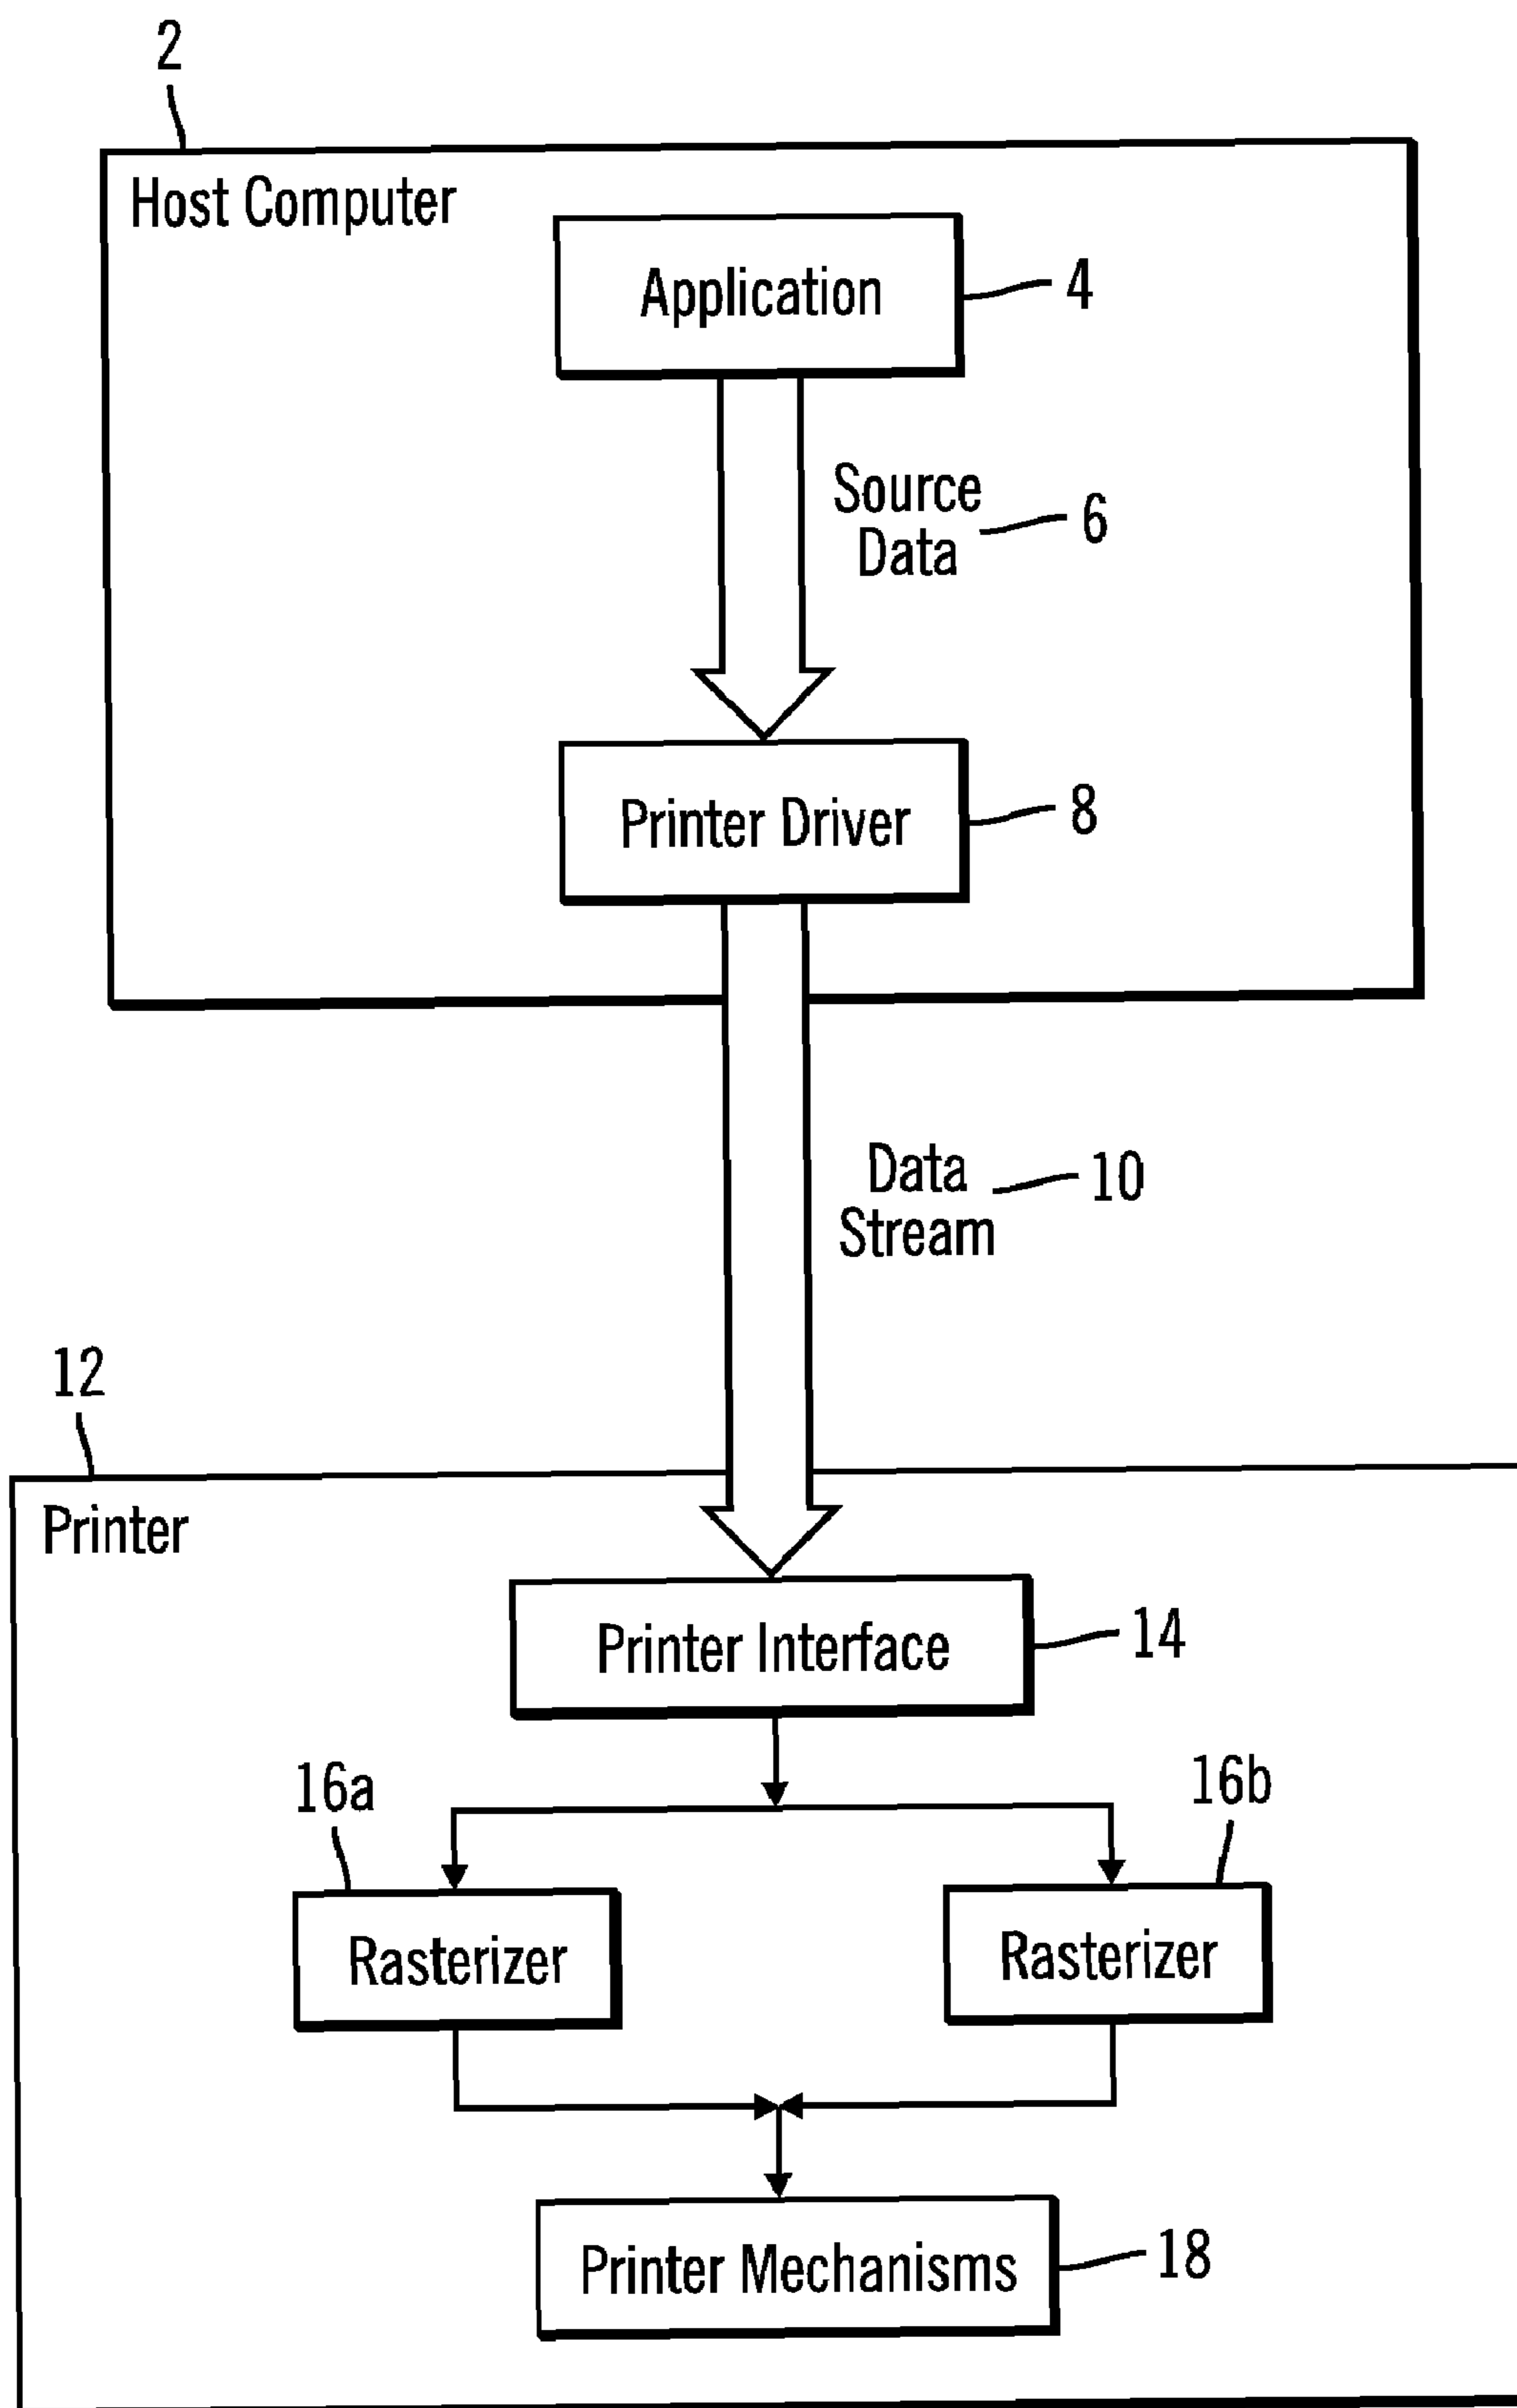 2
Host Computer
Application
4
Source
Data
6
Printer Driver
8
Data
Stream
10
12
Printer
Printer Interface
14
16a
16b
Rasterizer
Rasterizer
Printer Mechanisms
18